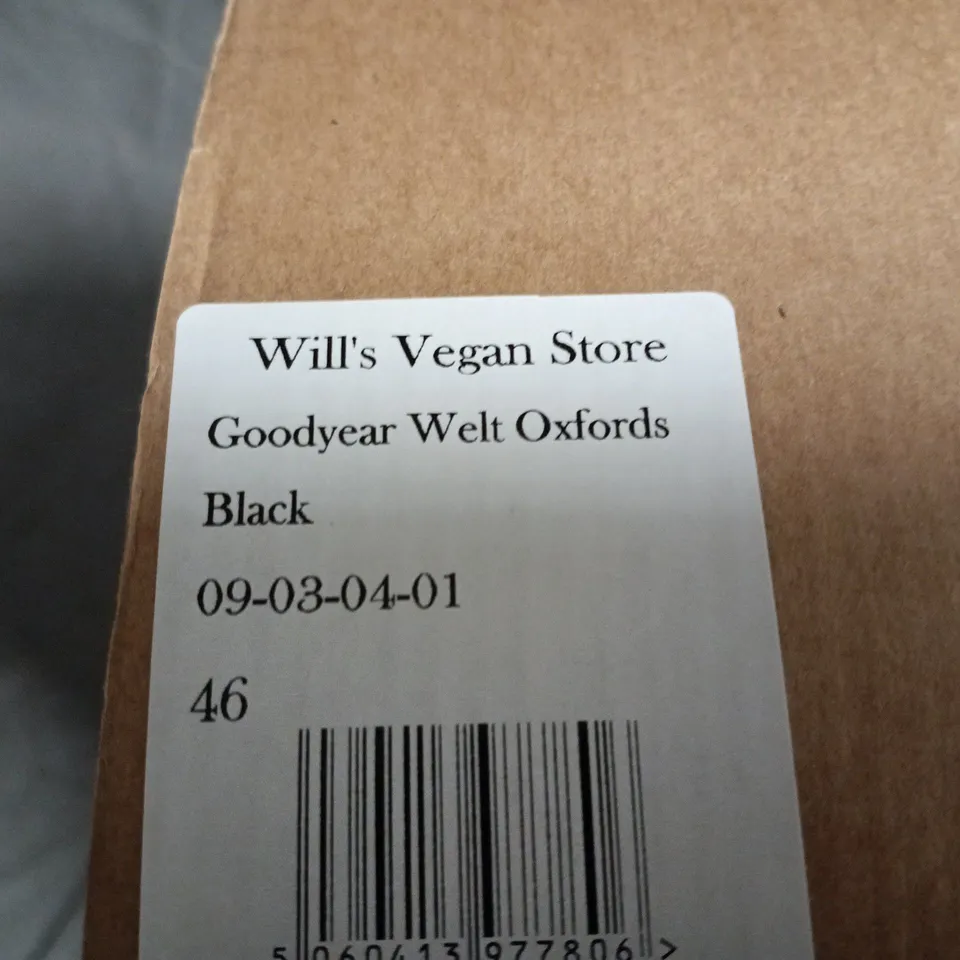 Will's Vegan Store
Goodyear Welt Oxfords
Black
09-03-04-01
46
5 060413 977806 >